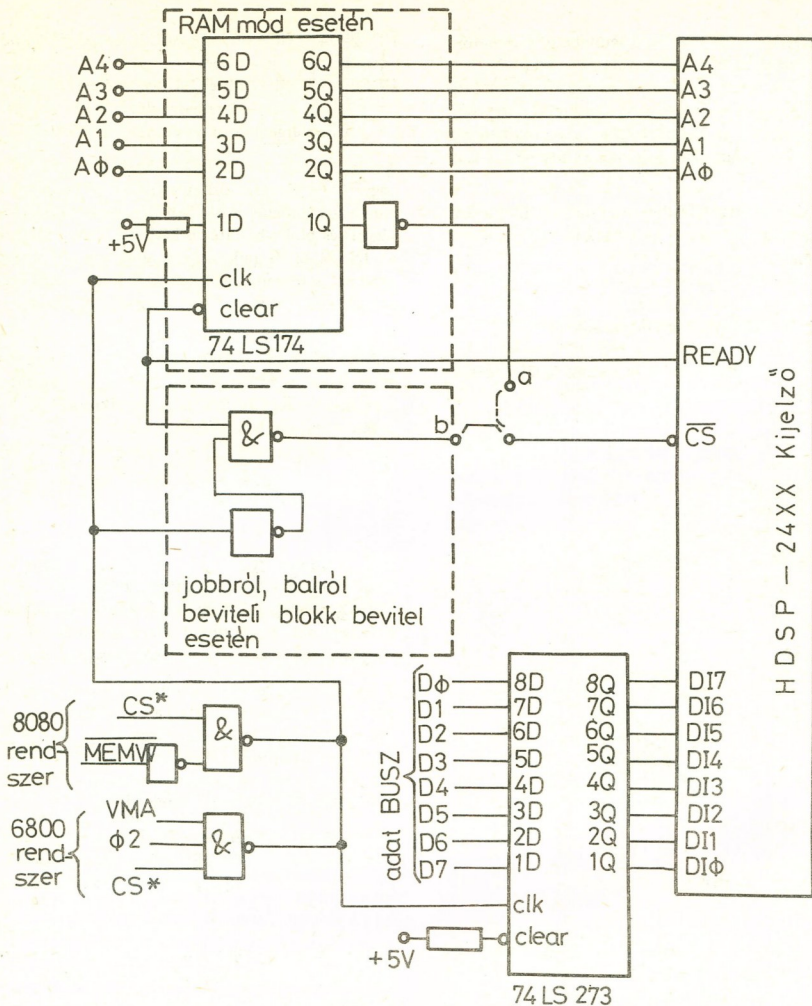 RAM mód esetén
A4 6D 6Q A4
A3 5D 5Q A3
A2 4D 4Q A2
A1 3D 3Q A1
AΦ 2D 2Q AΦ
+5V 1D 1Q
clk
clear
74 LS174
READY
a
b
&
CS
HDSP – 24XX Kijelző
jobbról, balról
beviteli blokk bevitel
esetén
8080
rend-
szer
CS*
MEMW
&
6800
rend-
szer
VMA
Φ2
CS*
&
adat BUSZ
DΦ 8D 8Q DI7
D1 7D 7Q DI6
D2 6D 6Q DI5
D3 5D 5Q DI4
D4 4D 4Q DI3
D5 3D 3Q DI2
D6 2D 2Q DI1
D7 1D 1Q DIΦ
clk
clear
+5V
74 LS 273